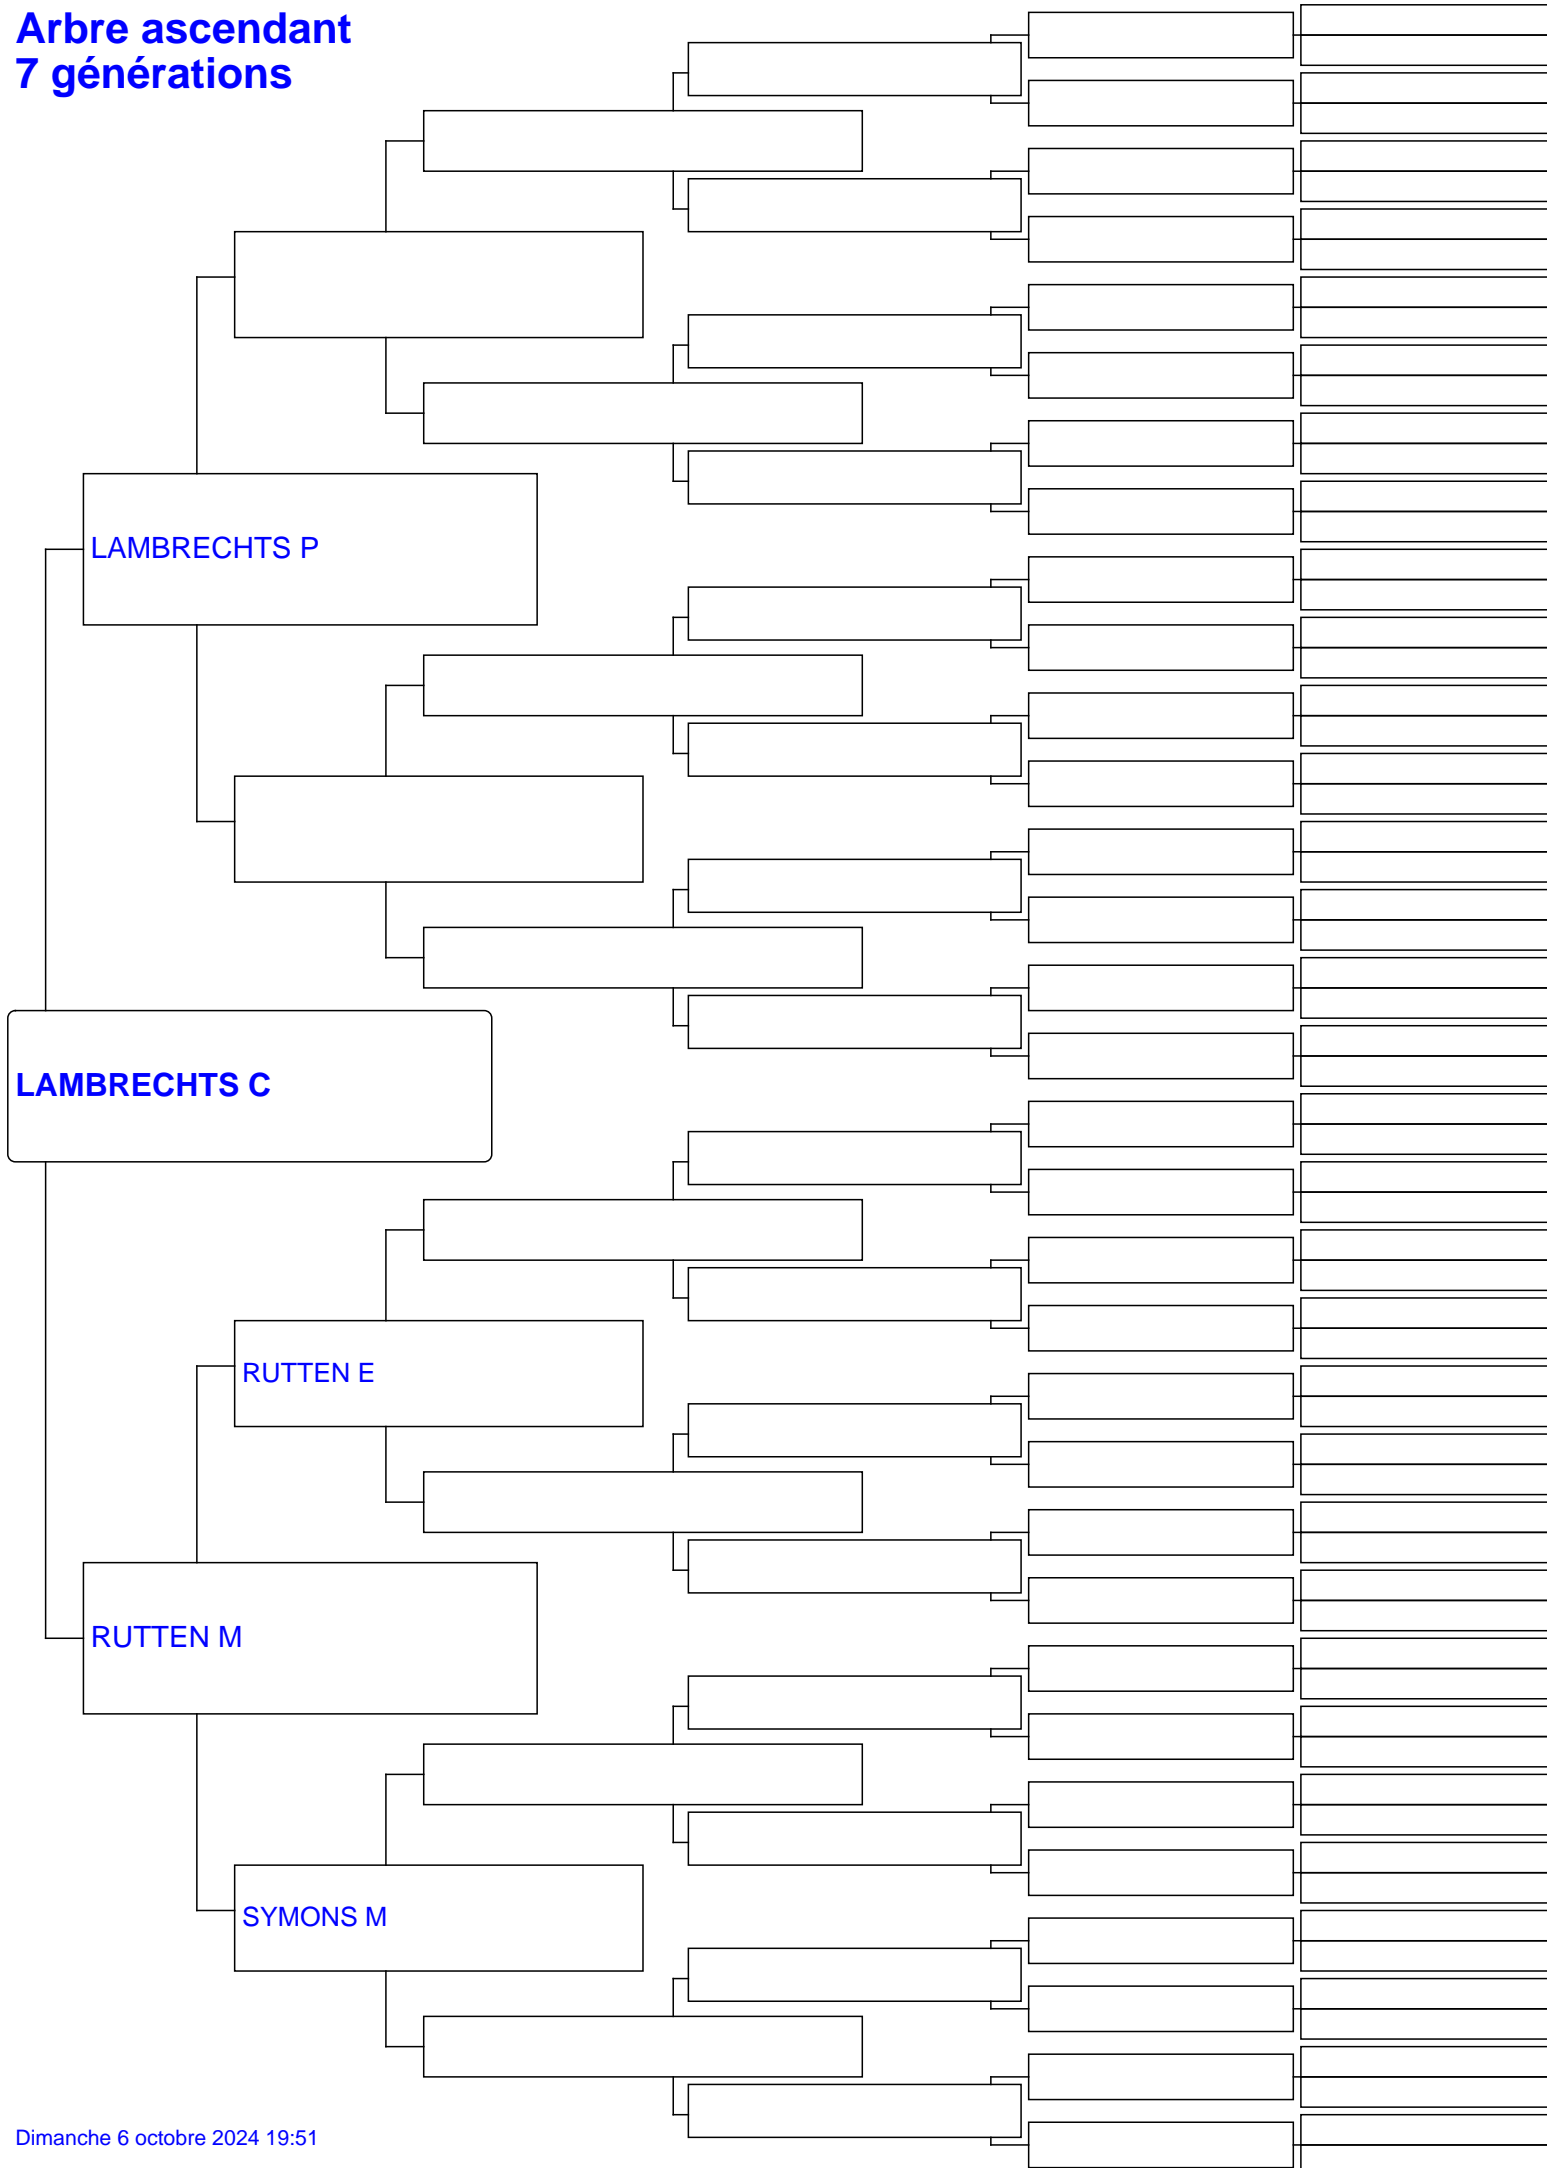 Arbre ascendant
7 générations
LAMBRECHTS P
LAMBRECHTS C
RUTTEN E
RUTTEN M
SYMONS M
Dimanche 6 octobre 2024 19:51